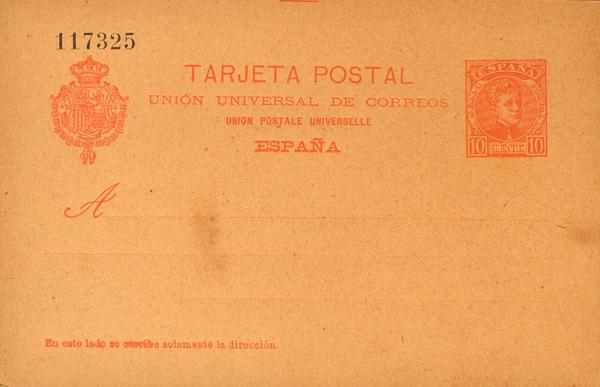 117325
TARJETA POSTAL
UNIÓN UNIVERSAL DE CORREOS
UNION POSTALE UNIVERSELLE
ESPAÑA
ESPAÑA
10 CENT. 10
A
En este lado se escribe solamente la dirección.